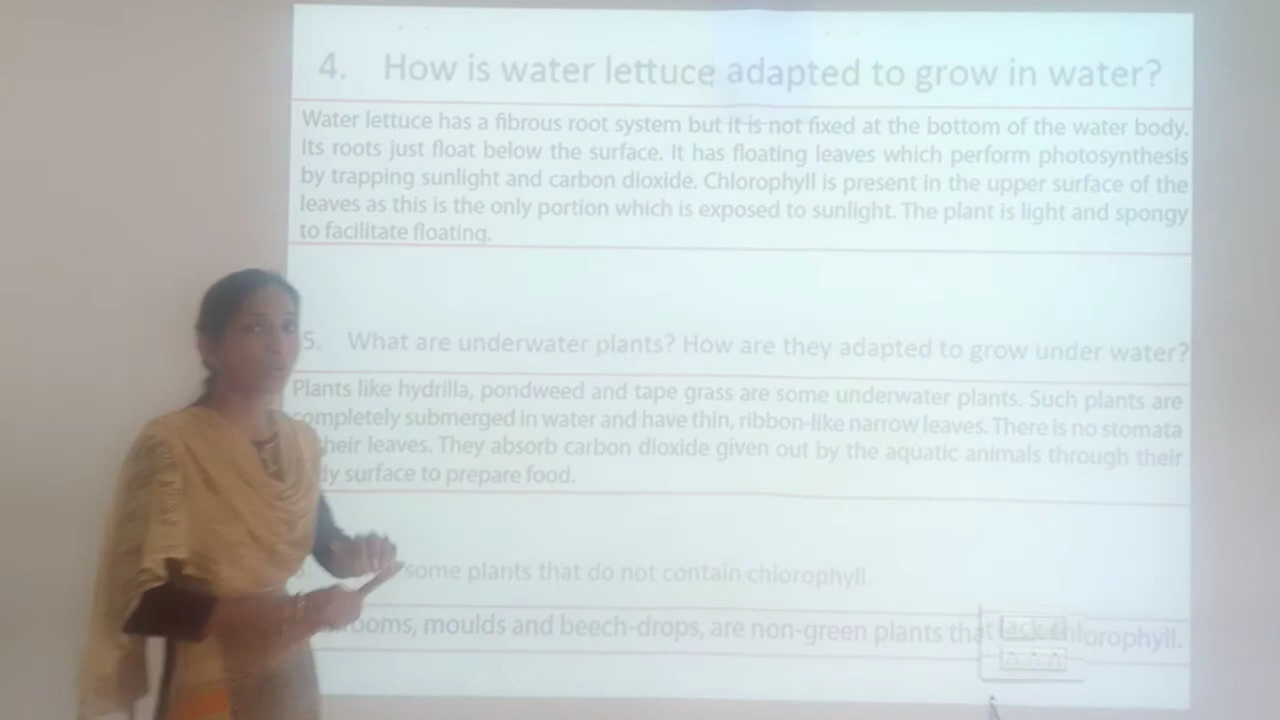 4. How is water lettuce adapted to grow in water?
Water lettuce has a fibrous root system but it is not fixed at the bottom of the water body.
Its roots just float below the surface. It has floating leaves which perform photosynthesis
by trapping sunlight and carbon dioxide. Chlorophyll is present in the upper surface of the
leaves as this is the only portion which is exposed to sunlight. The plant is light and spongy
to facilitate floating.
5. What are underwater plants? How are they adapted to grow under water?
Plants like hydrilla, pondweed and tape grass are some underwater plants. Such plants are
completely submerged in water and have thin, ribbon-like narrow leaves. There is no stomata
their leaves. They absorb carbon dioxide given out by the aquatic animals through their
dy surface to prepare food.
some plants that do not contain chlorophyll.
ooms, moulds and beech-drops, are non-green plants that lack chlorophyll.